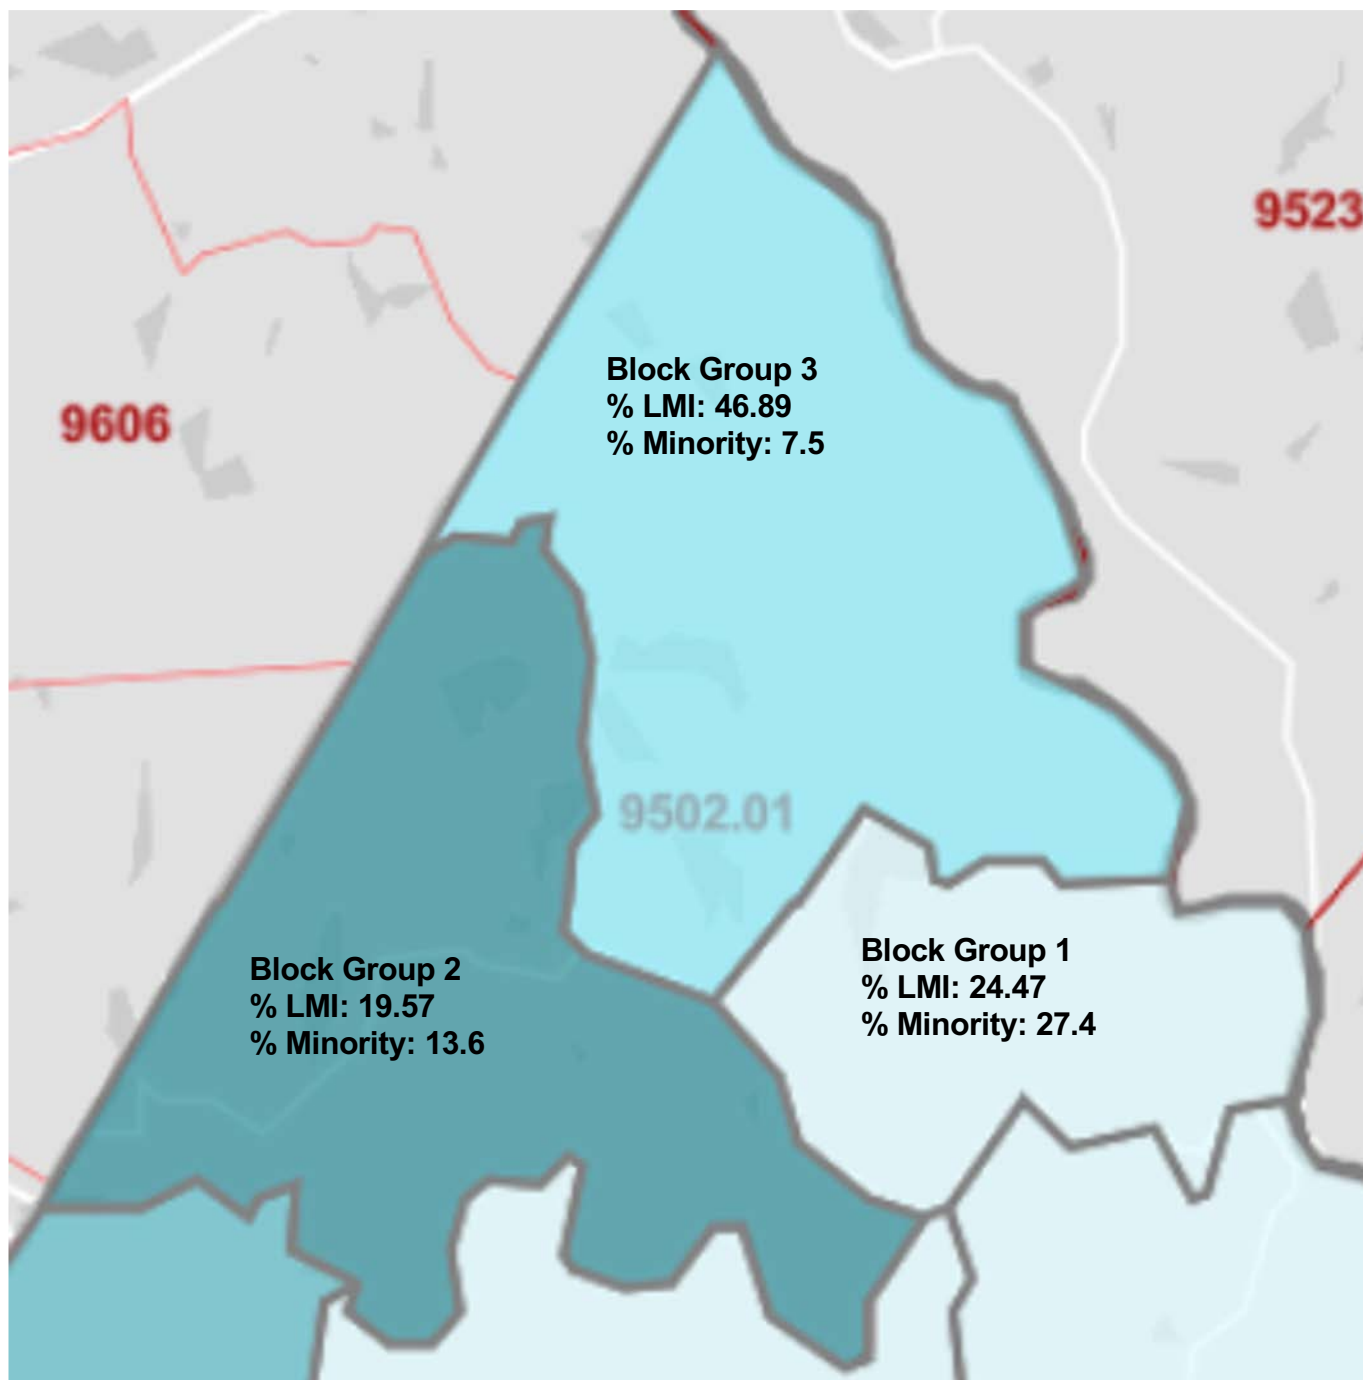 9523
Block Group 3
% LMI: 46.89
% Minority: 7.5
9606
9502.01
Block Group 1
% LMI: 24.47
% Minority: 27.4
Block Group 2
% LMI: 19.57
% Minority: 13.6